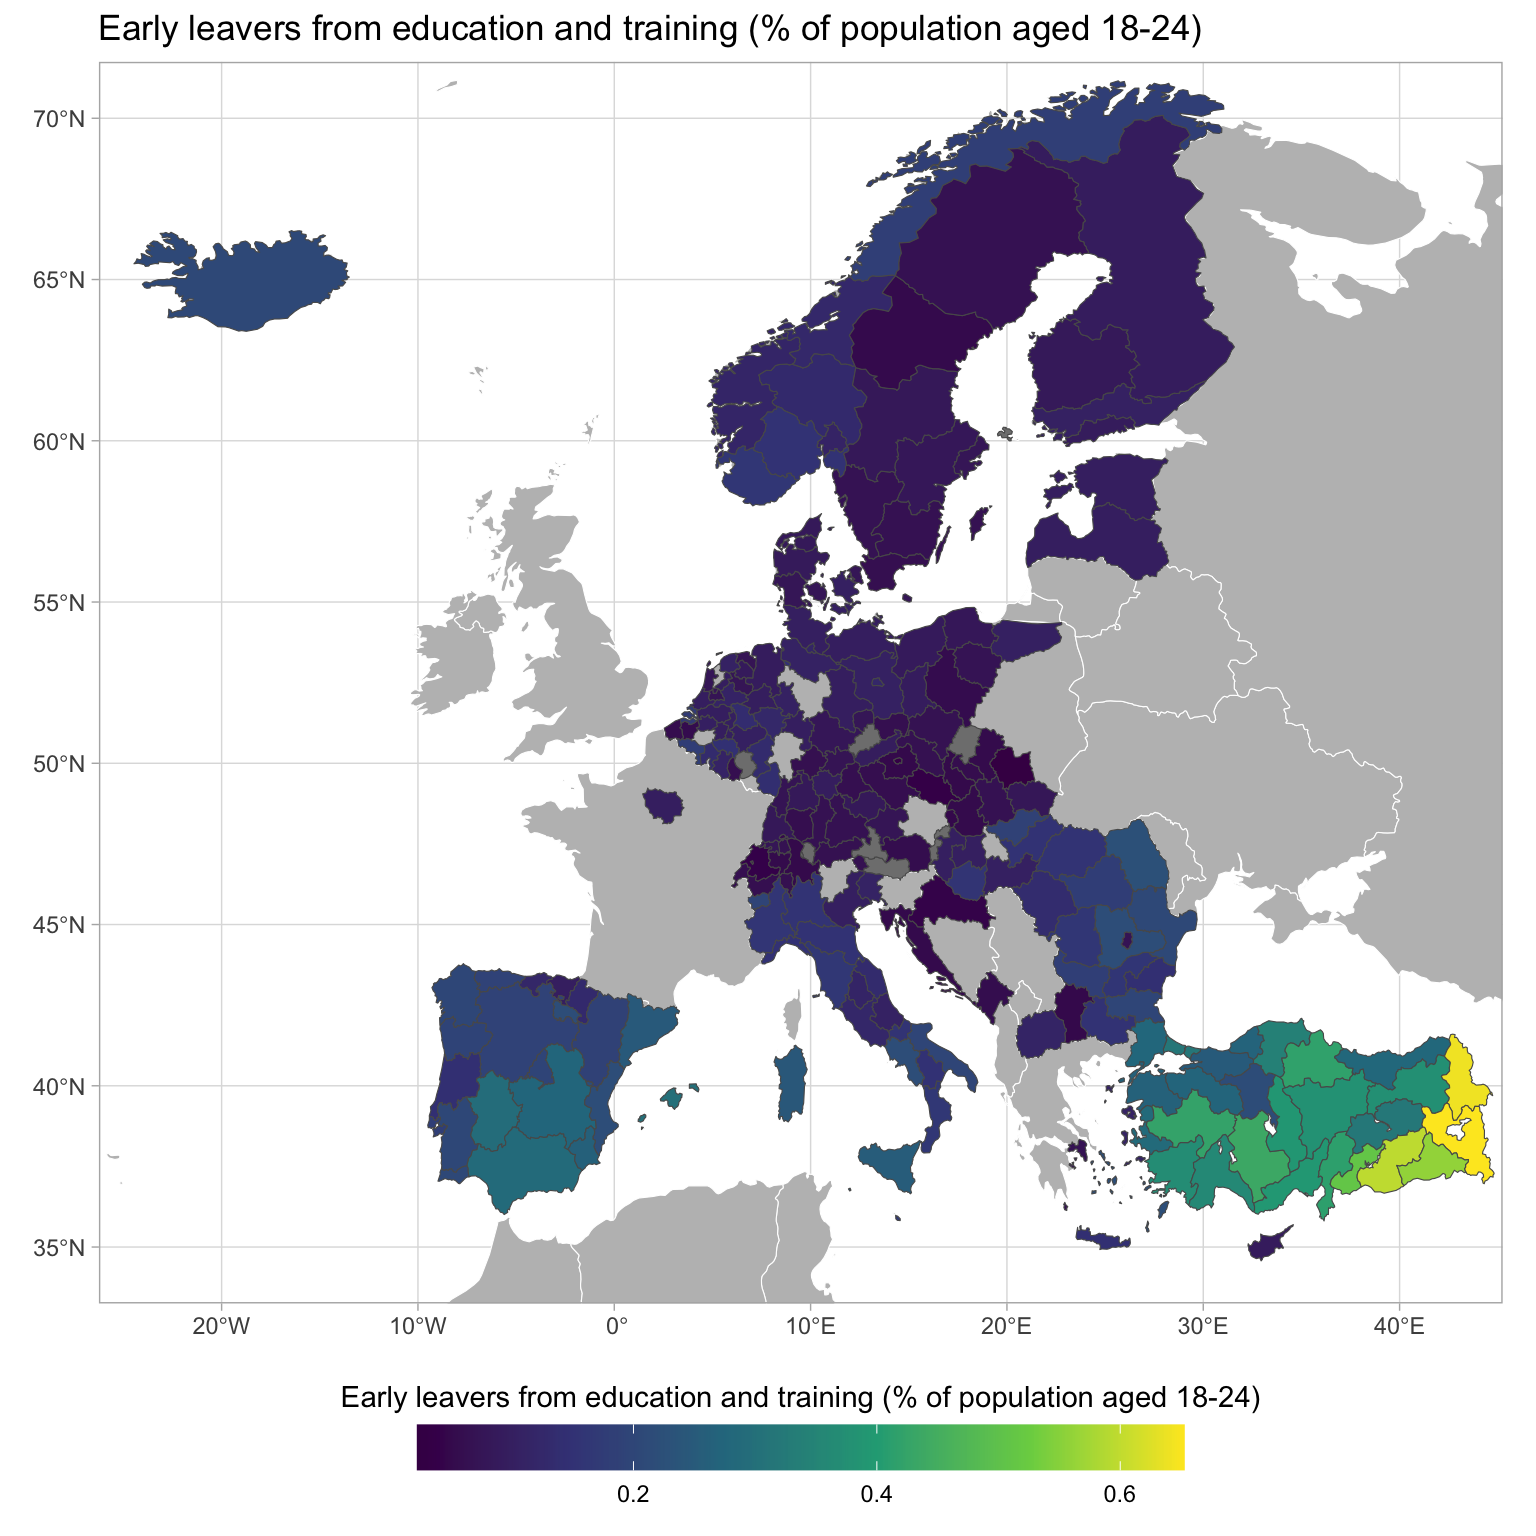 Early leavers from education and training (% of population aged 18-24)
70°N
65°N
60°N
55°N
50°N
45°N
40°N
35°N
20°W 10°W 0° 10°E 20°E 30°E 40°E
Early leavers from education and training (% of population aged 18-24)
0.2 0.4 0.6